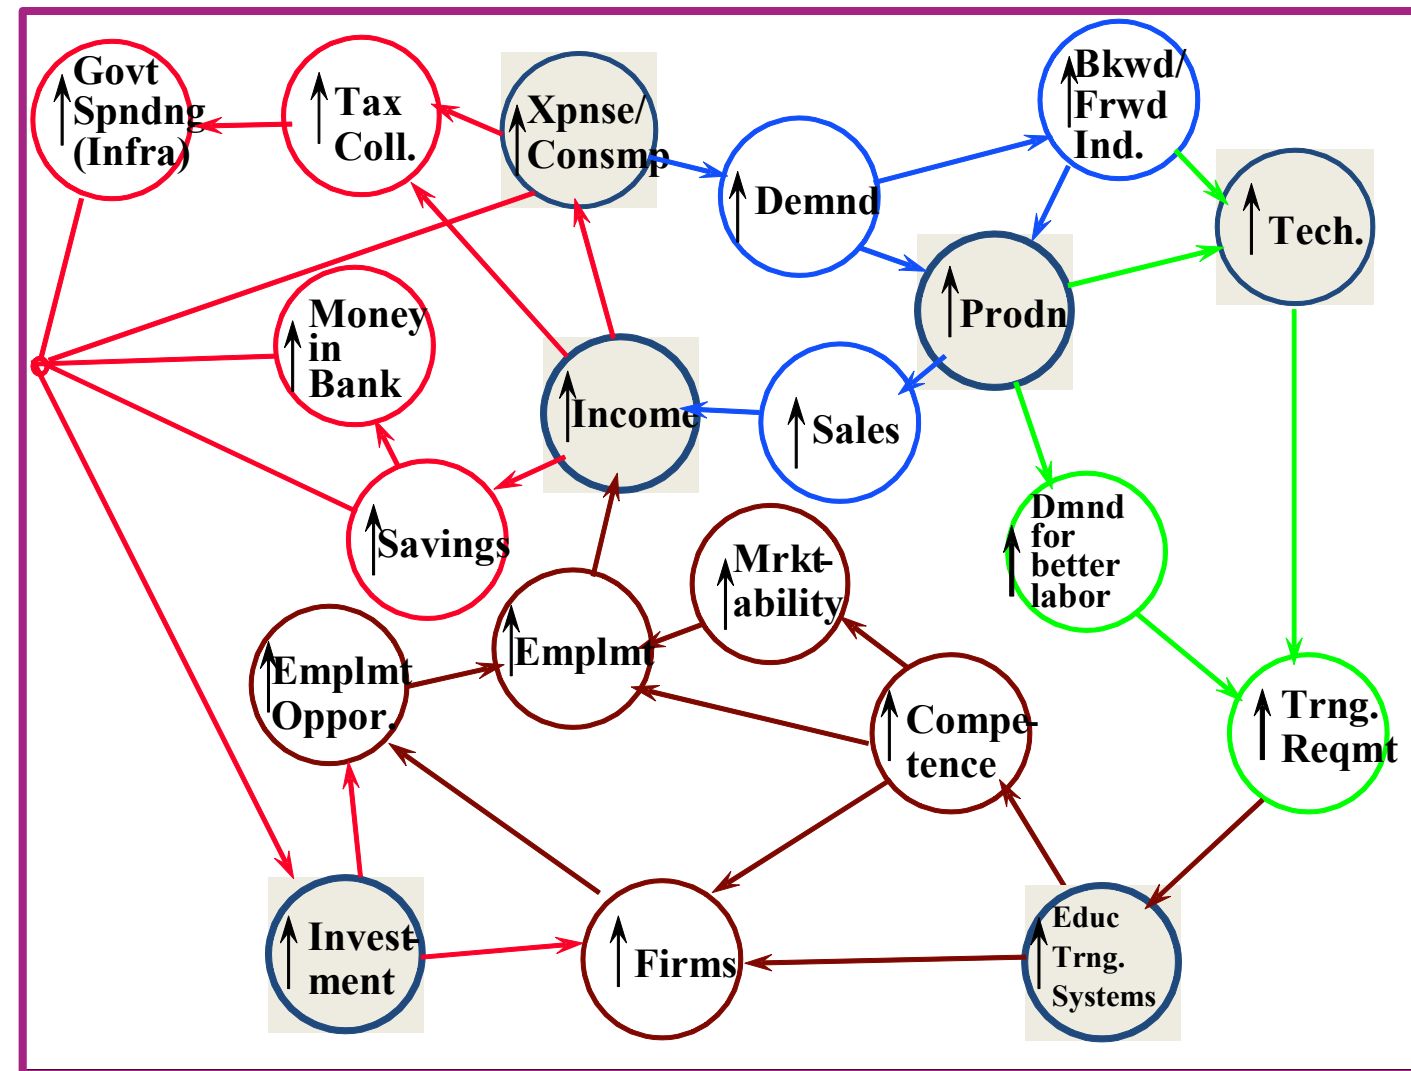 Govt
Spndng
(Infra)
Tax
Coll.
Xpnse/
Consmp
Demnd
Bkwd/
Frwd
Ind.
Tech.
Money
in
Bank
Income
Sales
Prodn
Savings
Mrkt-
ability
Dmnd
for
better
labor
Emplmt
Oppor.
Emplmt
Compe-
tence
Trng.
Reqmt
Invest-
ment
Firms
Educ
Trng.
Systems